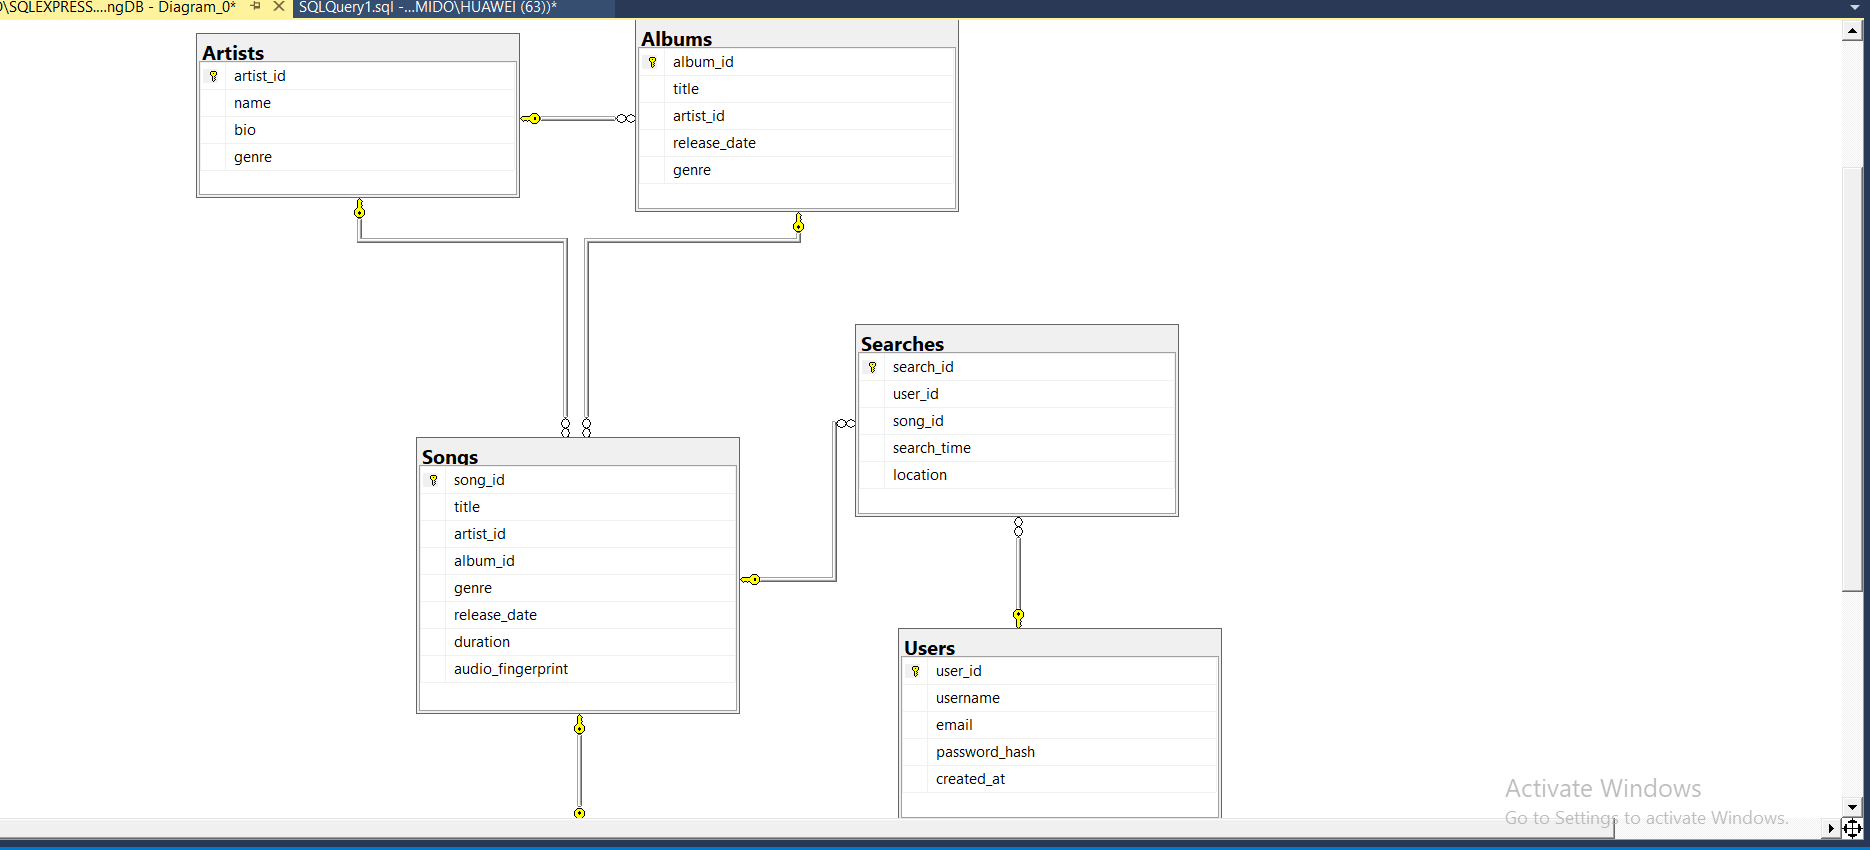 \SQLEXPRESS....ngDB - Diagram_0*
SQLQuery1.sql -...MIDO\HUAWEI (63))*
Artists
artist_id
name
bio
genre
Albums
album_id
title
artist_id
release_date
genre
Searches
search_id
user_id
song_id
search_time
location
Songs
song_id
title
artist_id
album_id
genre
release_date
duration
audio_fingerprint
Users
user_id
username
email
password_hash
created_at
Activate Windows
Go to Settings to activate Windows.